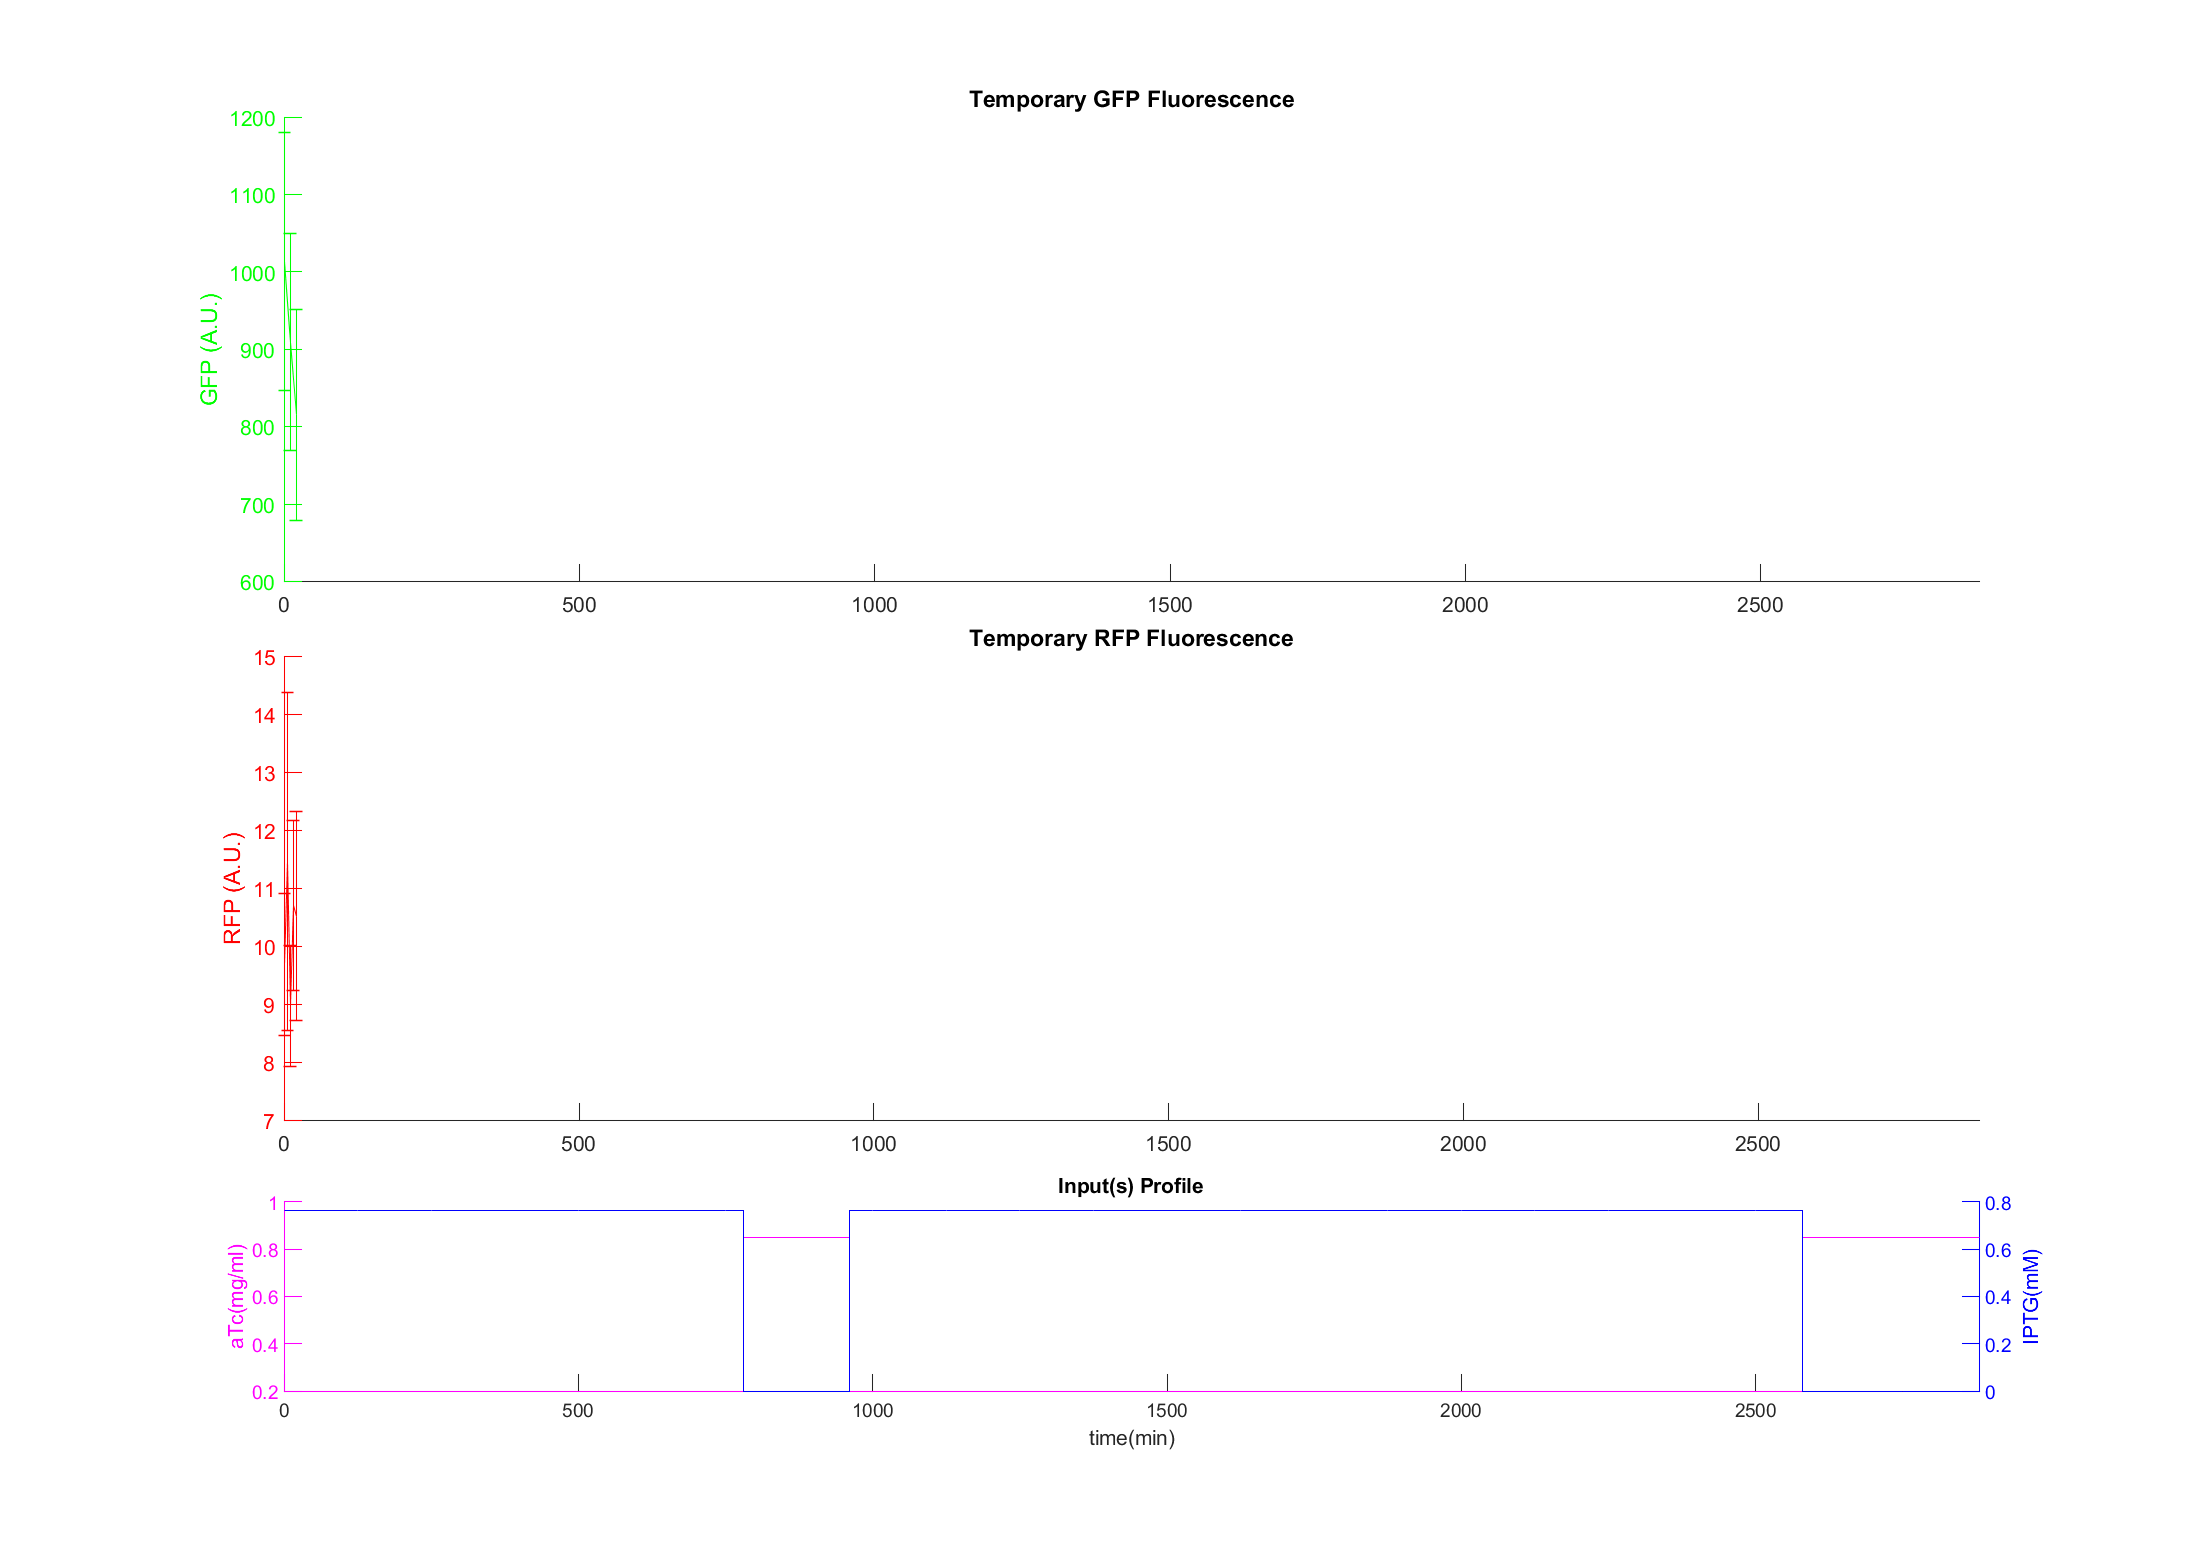 Temporary GFP Fluorescence
1200
1100
1000
900
800
700
600
GFP (A.U.)
0 500 1000 1500 2000 2500
Temporary RFP Fluorescence
15
14
13
12
11
10
9
8
7
RFP (A.U.)
0 500 1000 1500 2000 2500
Input(s) Profile
1
0.8
0.6
0.4
0.2
aTc(mg/ml)
0.8
0.6
0.4
0.2
0
IPTG(mM)
0 500 1000 1500 2000 2500
time(min)